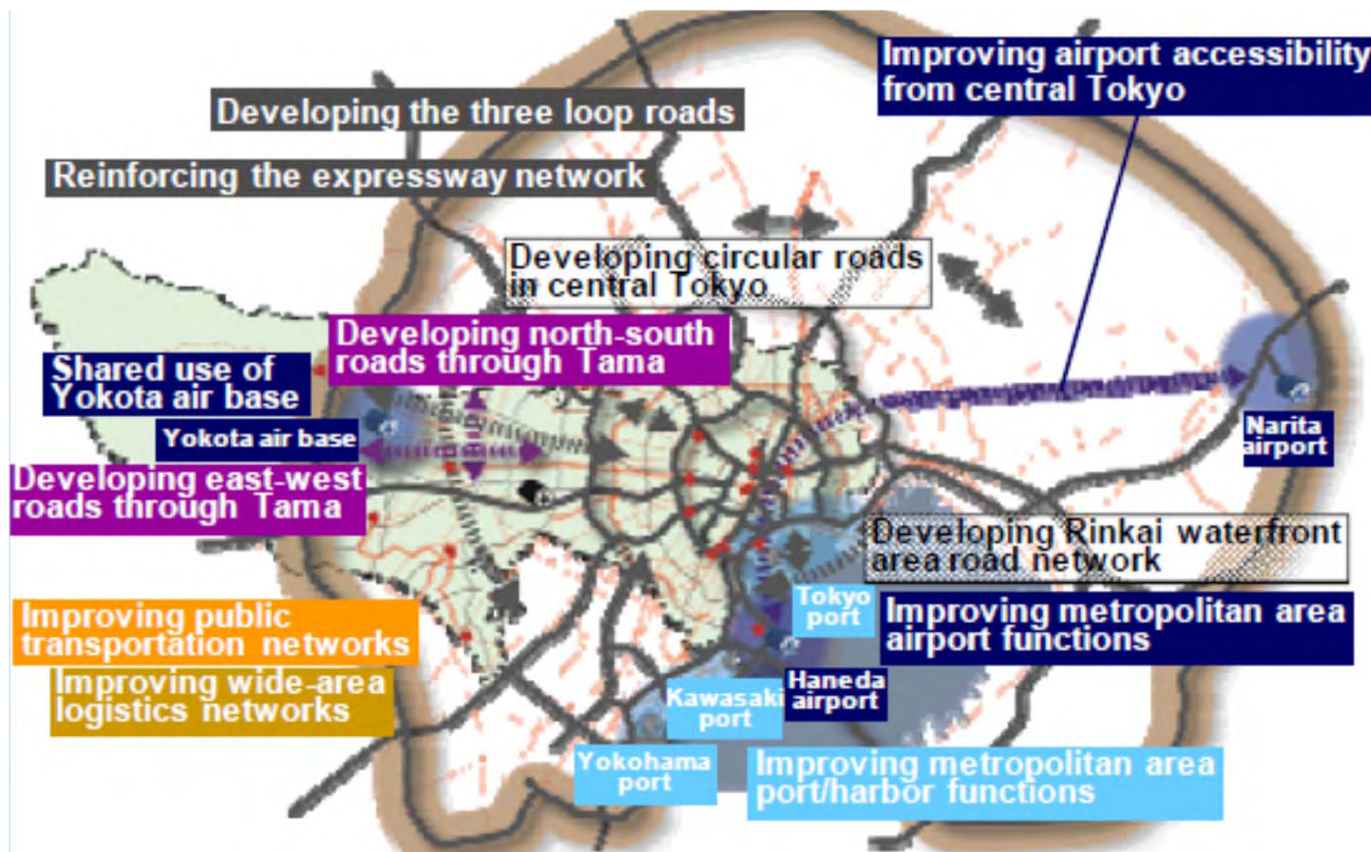 Improving airport accessibility
from central Tokyo
Developing the three loop roads
Reinforcing the expressway network
Developing circular roads
in central Tokyo
Developing north-south
roads through Tama
Shared use of
Yokota air base
Yokota air base
Narita
airport
Developing east-west
roads through Tama
Developing Rinkai waterfront
area road network
Tokyo
port
Improving metropolitan area
airport functions
Improving public
transportation networks
Improving wide-area
logistics networks
Kawasaki
port
Haneda
airport
Yokohama
port
Improving metropolitan area
port/harbor functions